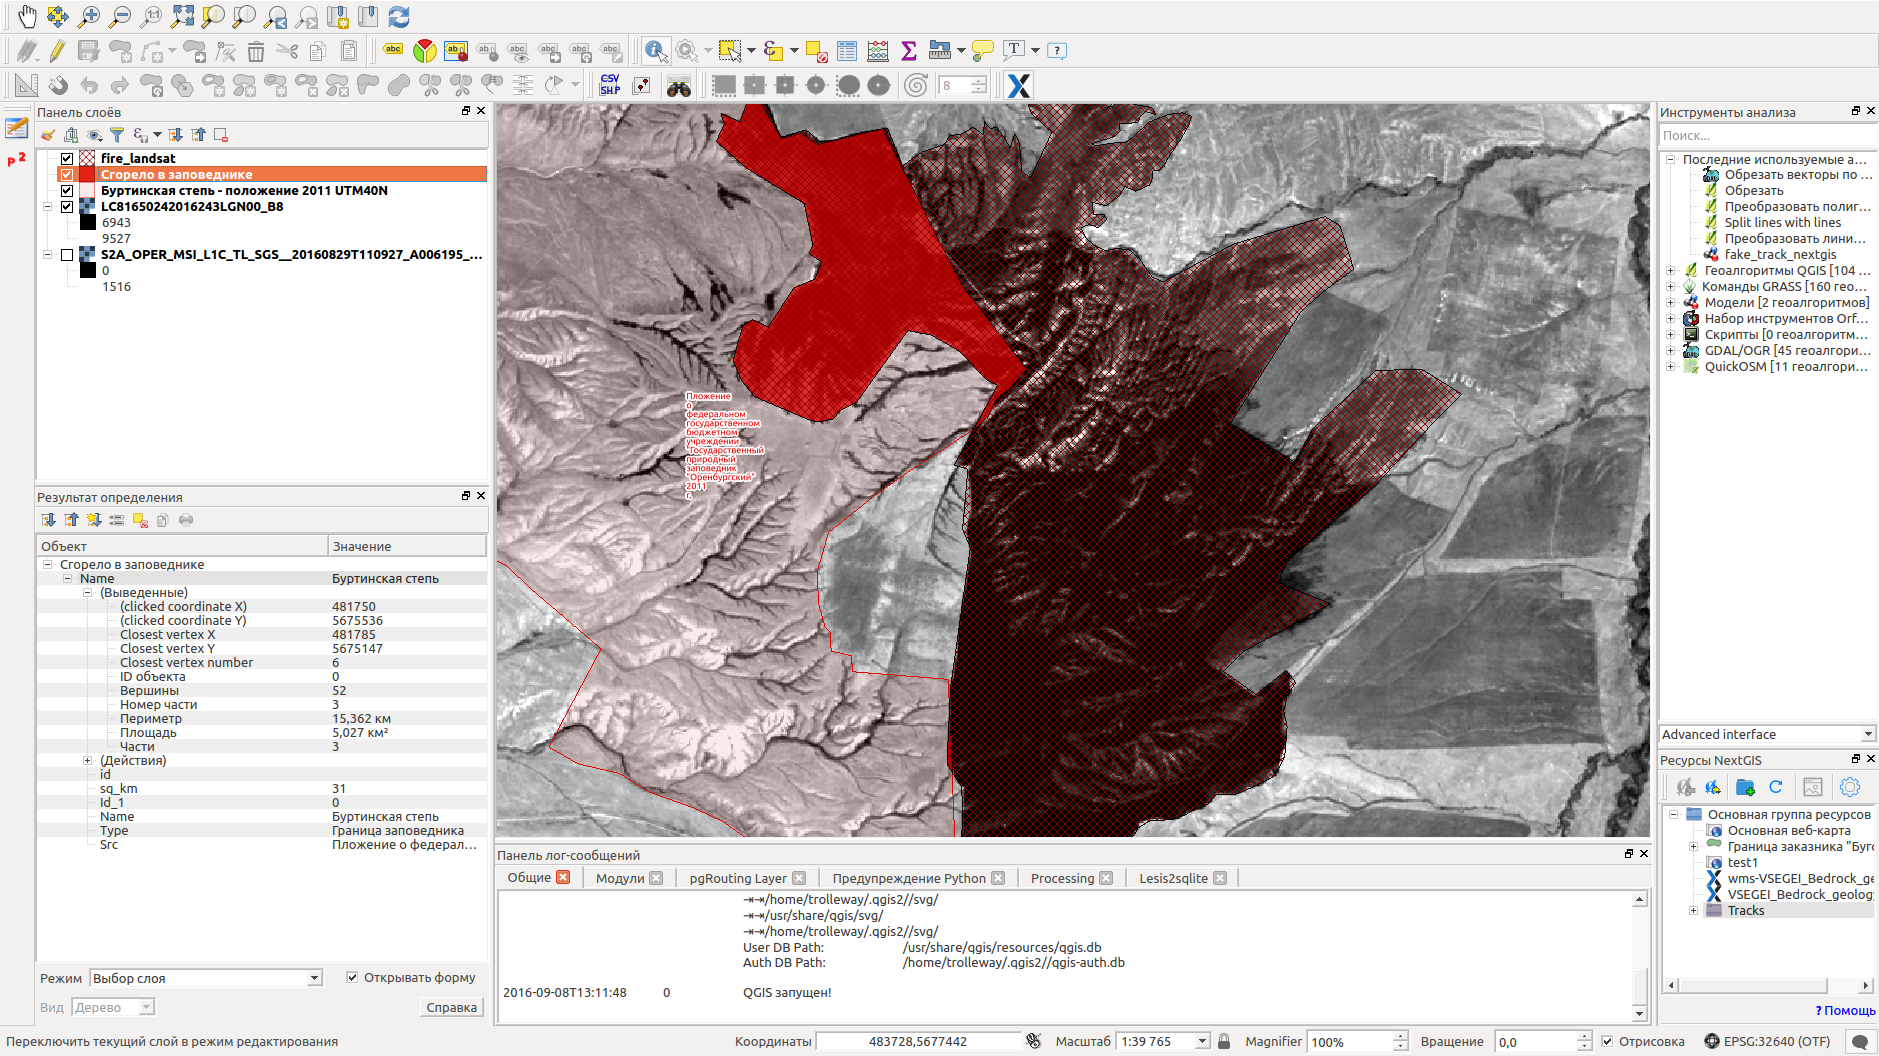 Панель слоёв
fire_landsat
Сгорело в заповеднике
Буртинская степь - положение 2011 UTM40N
LC81650242016243LGN00_B8
6943
9527
S2A_OPER_MSI_L1C_TL_SGS__20160829T110927_A006195_...
0
1516
Результат определения
Объект Значение
Сгорело в заповеднике
Name Буртинская степь
(Выведенные)
(clicked coordinate X) 481750
(clicked coordinate Y) 5675536
Closest vertex X 481785
Closest vertex Y 5675147
Closest vertex number 6
ID объекта 0
Вершины 52
Номер части 3
Периметр 15,362 км
Площадь 5,027 км²
Части 3
(Действия)
id
sq_km 31
Id_1 0
Name Буртинская степь
Type Граница заповедника
Src Пложение о федерал...
Режим Выбор слоя Открывать форму
Вид Дерево Справка
Пложение
о
федеральном
государственном
бюджетном
учреждении
"Государственный
природный
заповедник
"Оренбургский"
2011
г.
Панель лог-сообщений
Общие Модули pgRouting Layer Предупреждение Python Processing Lesis2sqlite
⇥⇥/home/trolleway/.qgis2//svg/
⇥⇥/usr/share/qgis/svg/
⇥⇥/home/trolleway/.qgis2//svg/
User DB Path: /usr/share/qgis/resources/qgis.db
Auth DB Path: /home/trolleway/.qgis2//qgis-auth.db
2016-09-08T13:11:48 0 QGIS запущен!
Инструменты анализа
Поиск...
Последние используемые а...
Обрезать векторы по ...
Обрезать
Преобразовать полиг...
Split lines with lines
Преобразовать лини...
fake_track_nextgis
Геоалгоритмы QGIS [104 ...
Команды GRASS [160 гео...
Модели [2 геоалгоритмов]
Набор инструментов Orf...
Скрипты [0 геоалгоритм...
GDAL/OGR [45 геоалгори...
QuickOSM [11 геоалгори...
Advanced interface
Ресурсы NextGIS
Основная группа ресурсов
Основная веб-карта
Граница заказника "Буг
test1
wms-VSEGEI_Bedrock_ge
VSEGEI_Bedrock_geolog
Tracks
? Помощь
Переключить текущий слой в режим редактирования Координаты 483728,5677442 Масштаб 1:39 765 Magnifier 100% Вращение 0,0 Отрисовка EPSG:32640 (OTF)
1:1
abc
abc
ab
CSV
SHP
8
T
?
P 2